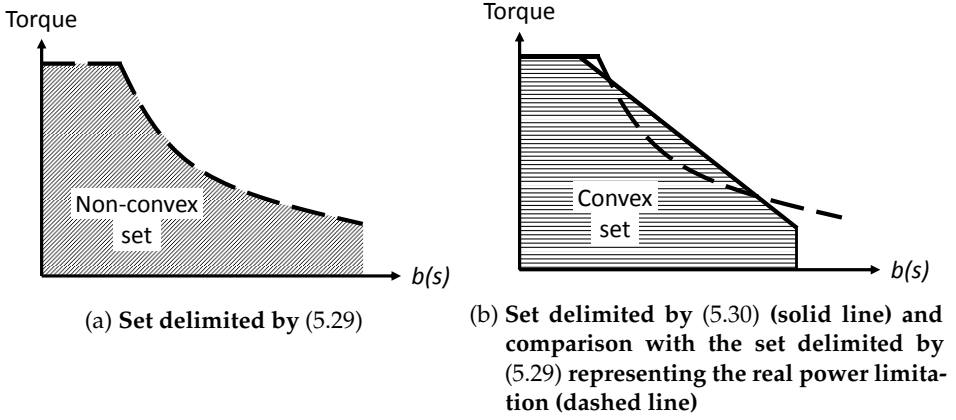 Torque
Non-convex
set
b(s)
(a) Set delimited by (5.29)
Torque
Convex
set
b(s)
(b) Set delimited by (5.30) (solid line) and
comparison with the set delimited by
(5.29) representing the real power limita-
tion (dashed line)